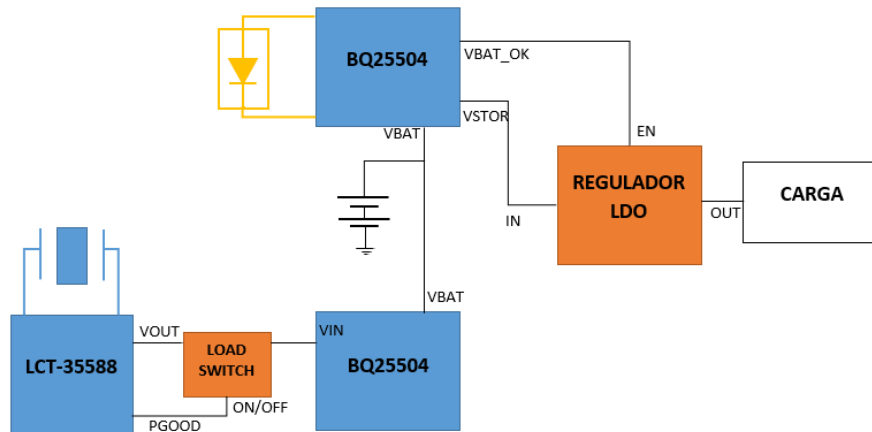 BQ25504
VBAT_OK
VSTOR
VBAT
EN
REGULADOR
LDO
IN
OUT
CARGA
VBAT
LCT-35588
VOUT
LOAD
SWITCH
VIN
BQ25504
ON/OFF
PGOOD